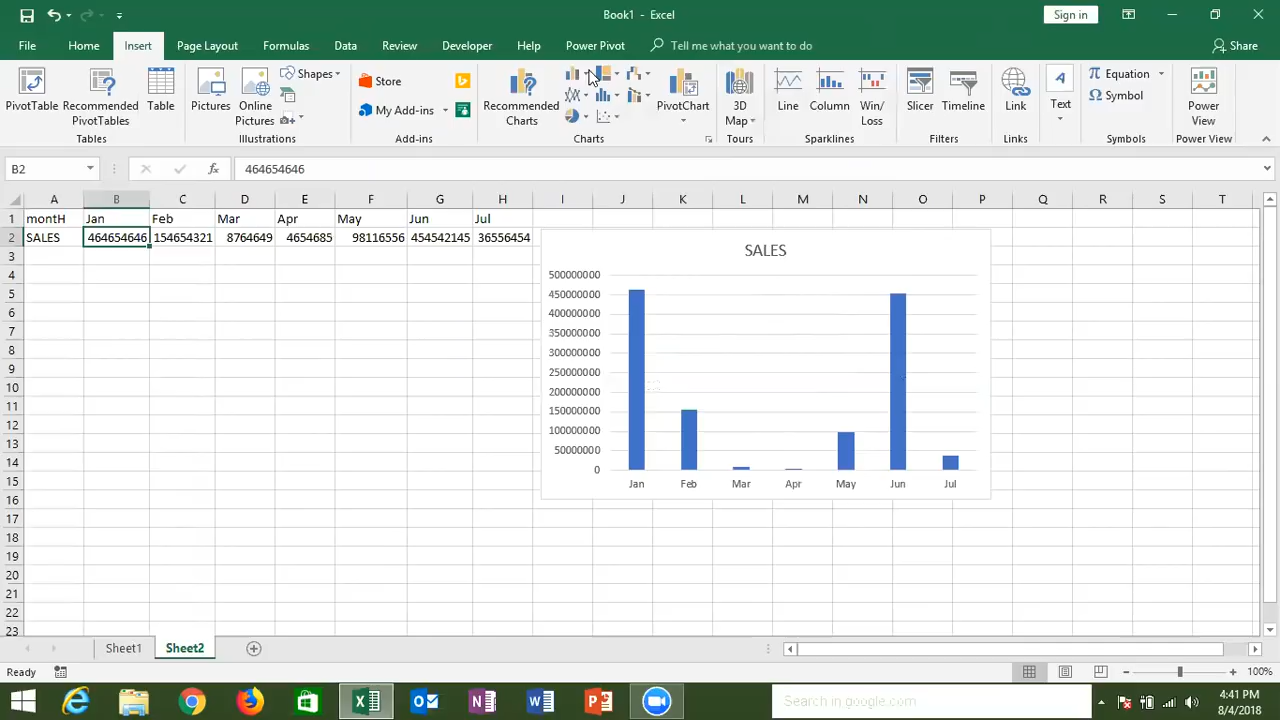 Book1 - Excel
Sign in
File Home Insert Page Layout Formulas Data Review View Developer Help Power Pivot Tell me what you want to do Share
PivotTable
Recommended PivotTables
Table
Tables
Pictures
Online Pictures
Shapes
Illustrations
Store
My Add-ins
Add-ins
Recommended Charts
PivotChart
Charts
3D Map
Tours
Line
Column
Win/Loss
Sparklines
Slicer
Timeline
Filters
Link
Links
Text
Equation
Symbol
Symbols
Power View
Power View
B2 fx 464654646
A B C D E F G H I J K L M N O P Q R S T
1 montH Jan Feb Mar Apr May Jun Jul
2 SALES 464654646 154654321 8764649 4654685 98116556 454542145 36556454
3
4
5
6
7
8
9
10
11
12
13
14
15
16
17
18
19
20
21
22
23
SALES
500000000
450000000
400000000
350000000
300000000
250000000
200000000
150000000
100000000
50000000
0
Jan Feb Mar Apr May Jun Jul
Sheet1 Sheet2
Ready
100%
Search in google.com
4:41 PM
8/4/2018